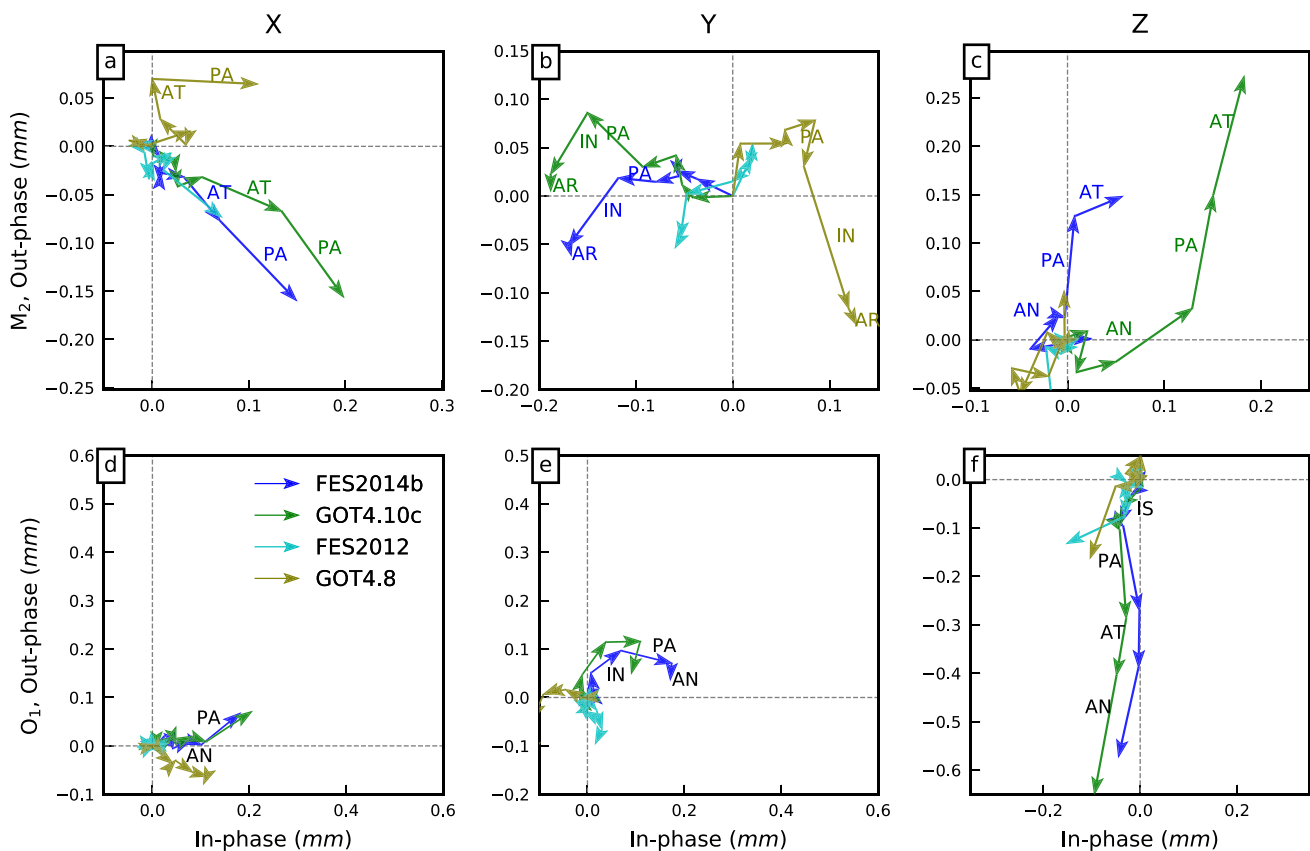 X
Y
Z
a
b
c
M2, Out-phase (mm)
0.05
0.00
−0.05
−0.10
−0.15
−0.20
−0.25
0.0
0.1
0.2
0.3
PA
AT
AT
AT
PA
PA
0.15
0.10
0.05
0.00
−0.05
−0.10
−0.15
−0.20
−0.2
−0.1
0.0
0.1
IN
PA
AR
PA
IN
AR
PA
IN
AR
0.25
0.20
0.15
0.10
0.05
0.00
−0.05
−0.1
0.0
0.1
0.2
AT
PA
AN
AT
PA
AN
d
e
f
O1, Out-phase (mm)
0.6
0.5
0.4
0.3
0.2
0.1
0.0
−0.1
0.0
0.2
0.4
0.6
In-phase (mm)
FES2014b
GOT4.10c
FES2012
GOT4.8
PA
AN
0.5
0.4
0.3
0.2
0.1
0.0
−0.1
−0.2
0.0
0.2
0.4
0.6
In-phase (mm)
IN
PA
AN
0.0
−0.1
−0.2
−0.3
−0.4
−0.5
−0.6
−0.2
0.0
0.2
In-phase (mm)
IS
PA
AT
AN